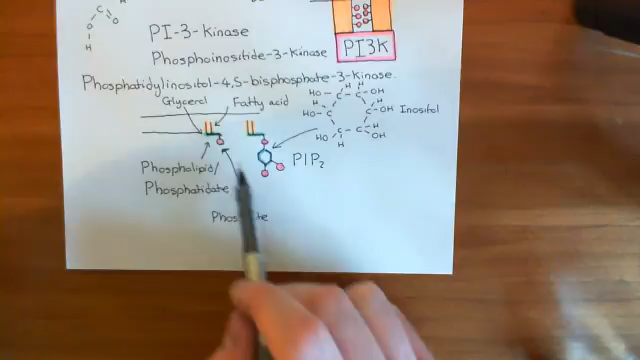 C
O
O
H
H
PI-3-kinase
PI3K
Phosphoinositide-3-kinase
Phosphatidylinositol-4,5-bisphosphate-3-kinase.
Glycerol
Fatty acid
HO
H
H
OH
C
C
H
HO
C
C
H
OH
Inositol
HO
C
C
H
OH
H
PIP2
Phospholipid/
Phosphatidate